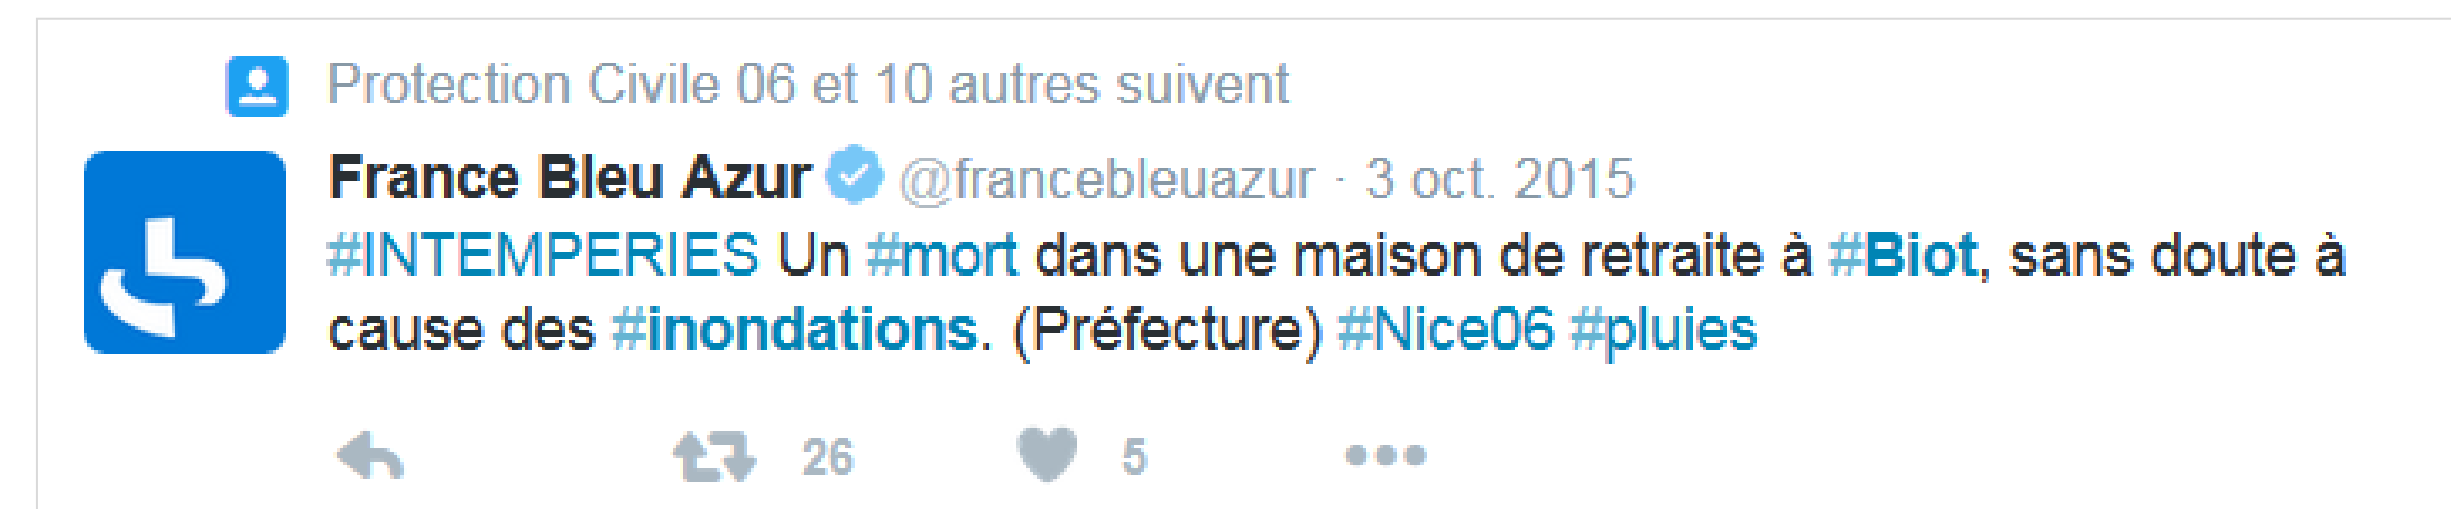 Protection Civile 06 et 10 autres suivent
France Bleu Azur @francebleuazur · 3 oct. 2015
#INTEMPERIES Un #mort dans une maison de retraite à #Biot, sans doute à
cause des #inondations. (Préfecture) #Nice06 #pluies
26 5